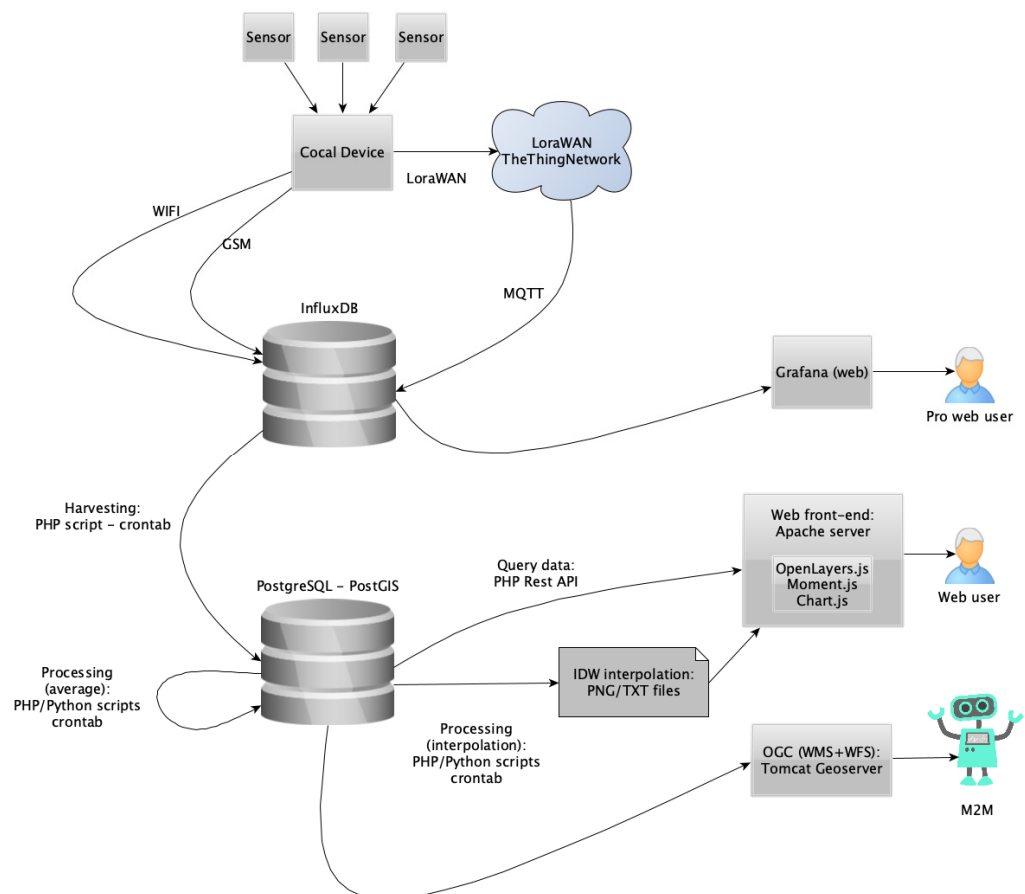 Sensor
Sensor
Sensor
Cocal Device
LoraWAN
TheThingNetwork
LoraWAN
WIFI
GSM
MQTT
InfluxDB
Grafana (web)
Pro web user
Harvesting:
PHP script - crontab
Web front-end:
Apache server
OpenLayers.js
Moment.js
Chart.js
Web user
Query data:
PHP Rest API
PostgreSQL - PostGIS
Processing
(average):
PHP/Python scripts
crontab
IDW interpolation:
PNG/TXT files
Processing
(interpolation):
PHP/Python scripts
crontab
OGC (WMS+WFS):
Tomcat Geoserver
M2M